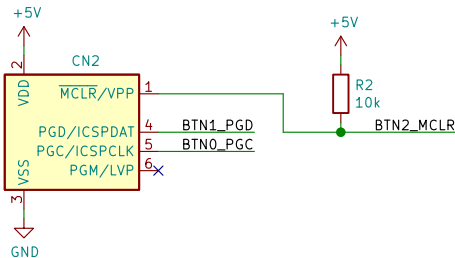 +5V
+5V
CN2
2
VDD
MCLR/VPP
1
R2
10k
PGD/ICSPDAT
4
BTN1_PGD
BTN2_MCLR
PGC/ICSPCLK
5
BTN0_PGC
PGM/LVP
6
VSS
3
GND